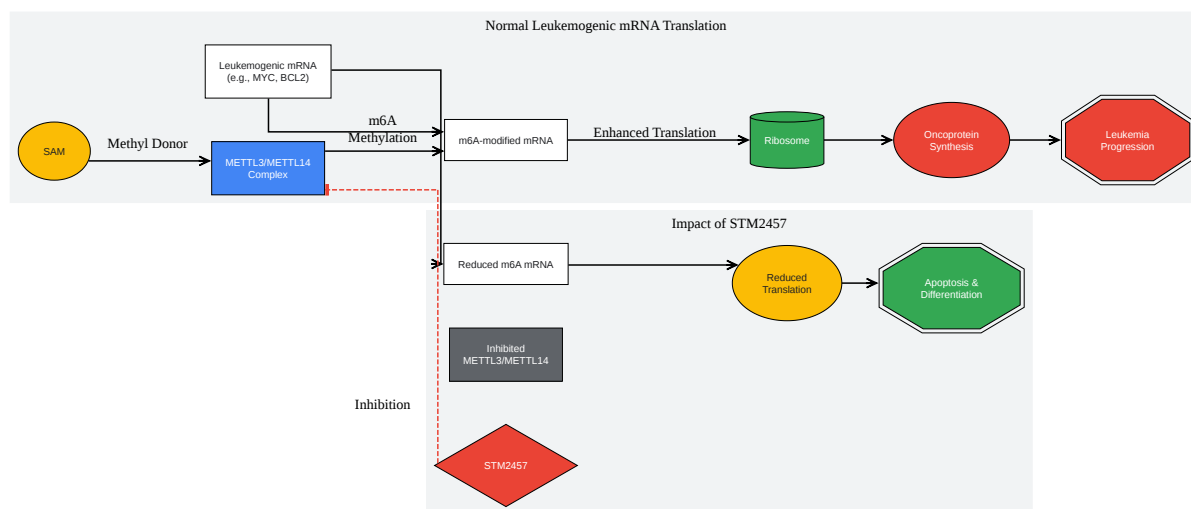 Normal Leukemogenic mRNA Translation
Leukemogenic mRNA
(e.g., MYC, BCL2)
SAM
Methyl Donor
METTL3/METTL14
Complex
m6A
Methylation
m6A-modified mRNA
Enhanced Translation
Ribosome
Oncoprotein
Synthesis
Leukemia
Progression
Impact of STM2457
Reduced m6A mRNA
Reduced
Translation
Apoptosis &
Differentiation
Inhibited
METTL3/METTL14
Inhibition
STM2457